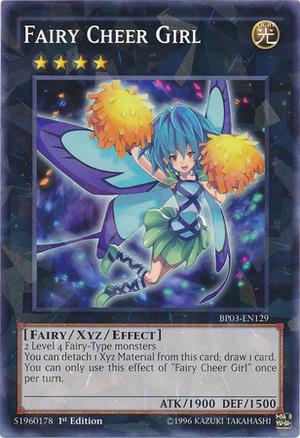 FAIRY CHEER GIRL
LIGHT
光
BP03-EN129
[FAIRY/XYZ/EFFECT]
2 Level 4 Fairy-Type monsters
You can detach 1 Xyz Material from this card; draw 1 card.
You can only use this effect of "Fairy Cheer Girl" once
per turn.
ATK/1900 DEF/1500
51960178 1st Edition ©1996 KAZUKI TAKAHASHI